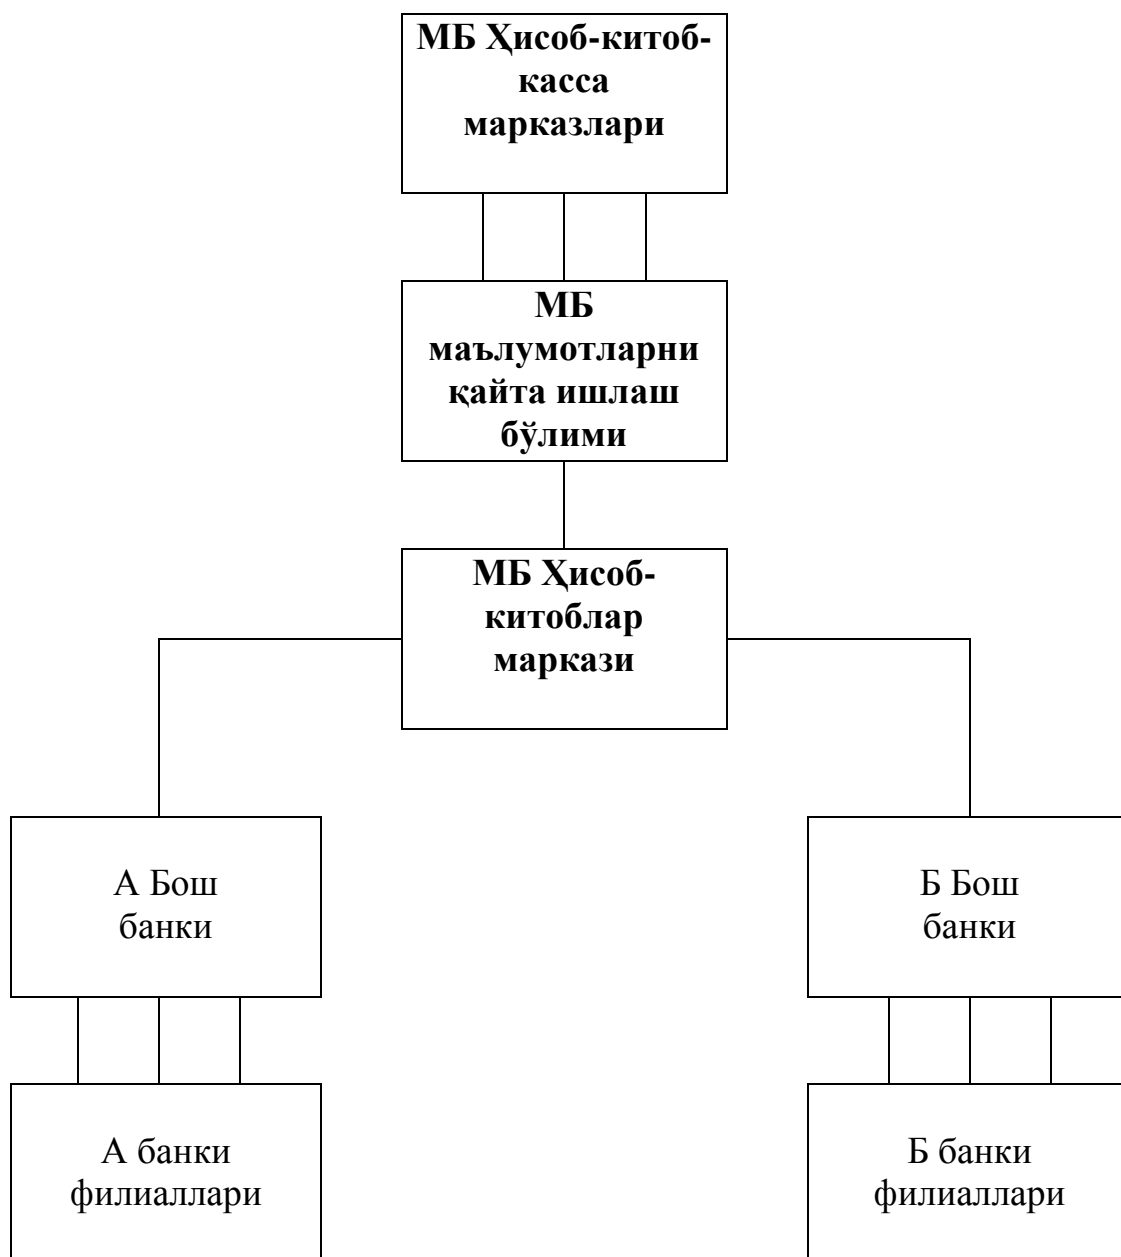 МБ Ҳисоб-китоб-
касса
марказлари
МБ
маълумотларни
қайта ишлаш
бўлими
МБ Ҳисоб-
китоблар
маркази
А Бош
банки
Б Бош
банки
А банки
филиаллари
Б банки
филиаллари